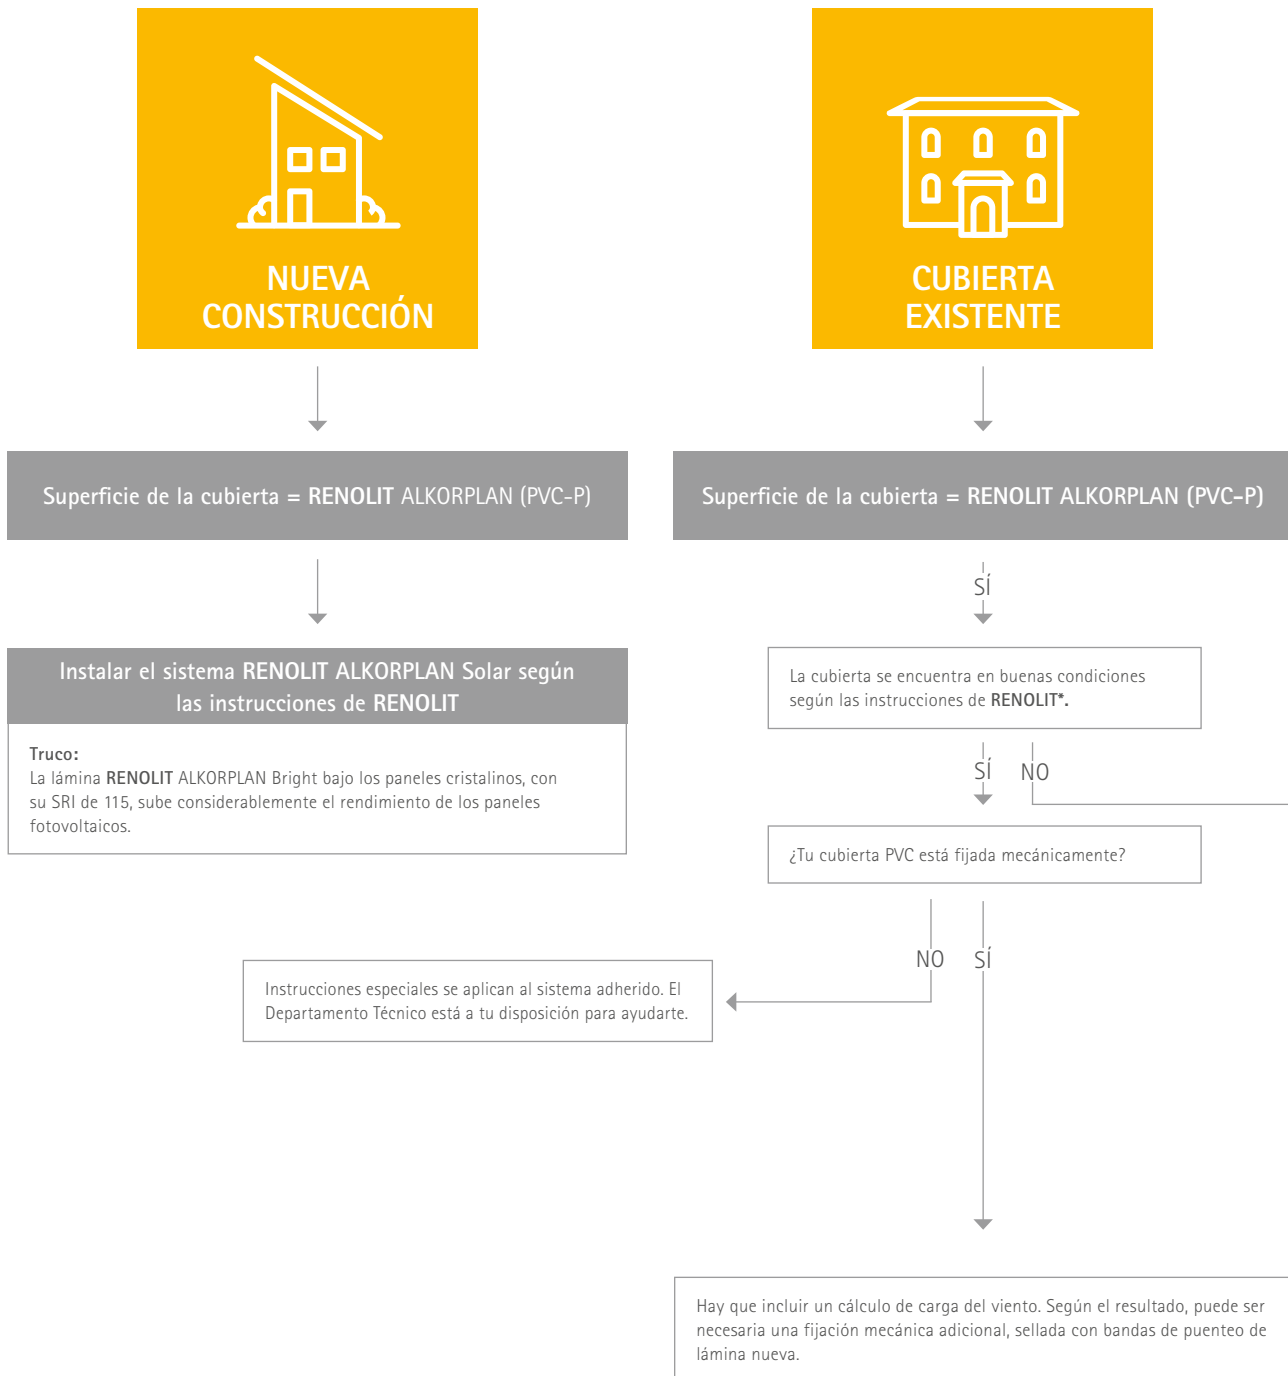 NUEVA
CONSTRUCCIÓN
Superficie de la cubierta = RENOLIT ALKORPLAN (PVC-P)
Instalar el sistema RENOLIT ALKORPLAN Solar según
las instrucciones de RENOLIT
Truco:
La lámina RENOLIT ALKORPLAN Bright bajo los paneles cristalinos, con
su SRI de 115, sube considerablemente el rendimiento de los paneles
fotovoltaicos.
CUBIERTA
EXISTENTE
Superficie de la cubierta = RENOLIT ALKORPLAN (PVC-P)
SÍ
La cubierta se encuentra en buenas condiciones
según las instrucciones de RENOLIT*.
SÍ NO
¿Tu cubierta PVC está fijada mecánicamente?
NO SÍ
Instrucciones especiales se aplican al sistema adherido. El
Departamento Técnico está a tu disposición para ayudarte.
Hay que incluir un cálculo de carga del viento. Según el resultado, puede ser
necesaria una fijación mecánica adicional, sellada con bandas de puenteo de
lámina nueva.